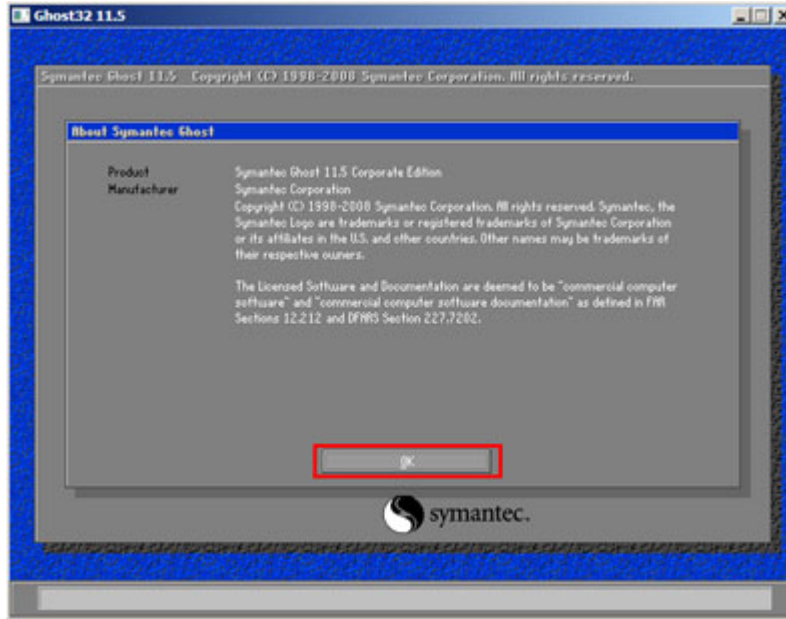 Ghost32 11.5
Symantec Ghost 11.5 Copyright (C) 1998-2008 Symantec Corporation. All rights reserved.
About Symantec Ghost
Product Symantec Ghost 11.5 Corporate Edition
Manufacturer Symantec Corporation
Copyright (C) 1998-2008 Symantec Corporation. All rights reserved. Symantec, the
Symantec Logo are trademarks or registered trademarks of Symantec Corporation
or its affiliates in the U.S. and other countries. Other names may be trademarks of
their respective owners.
The Licensed Software and Documentation are deemed to be "commercial computer
software" and "commercial computer software documentation" as defined in FAR
Sections 12.212 and DFARS Section 227.7202.
OK
symantec.